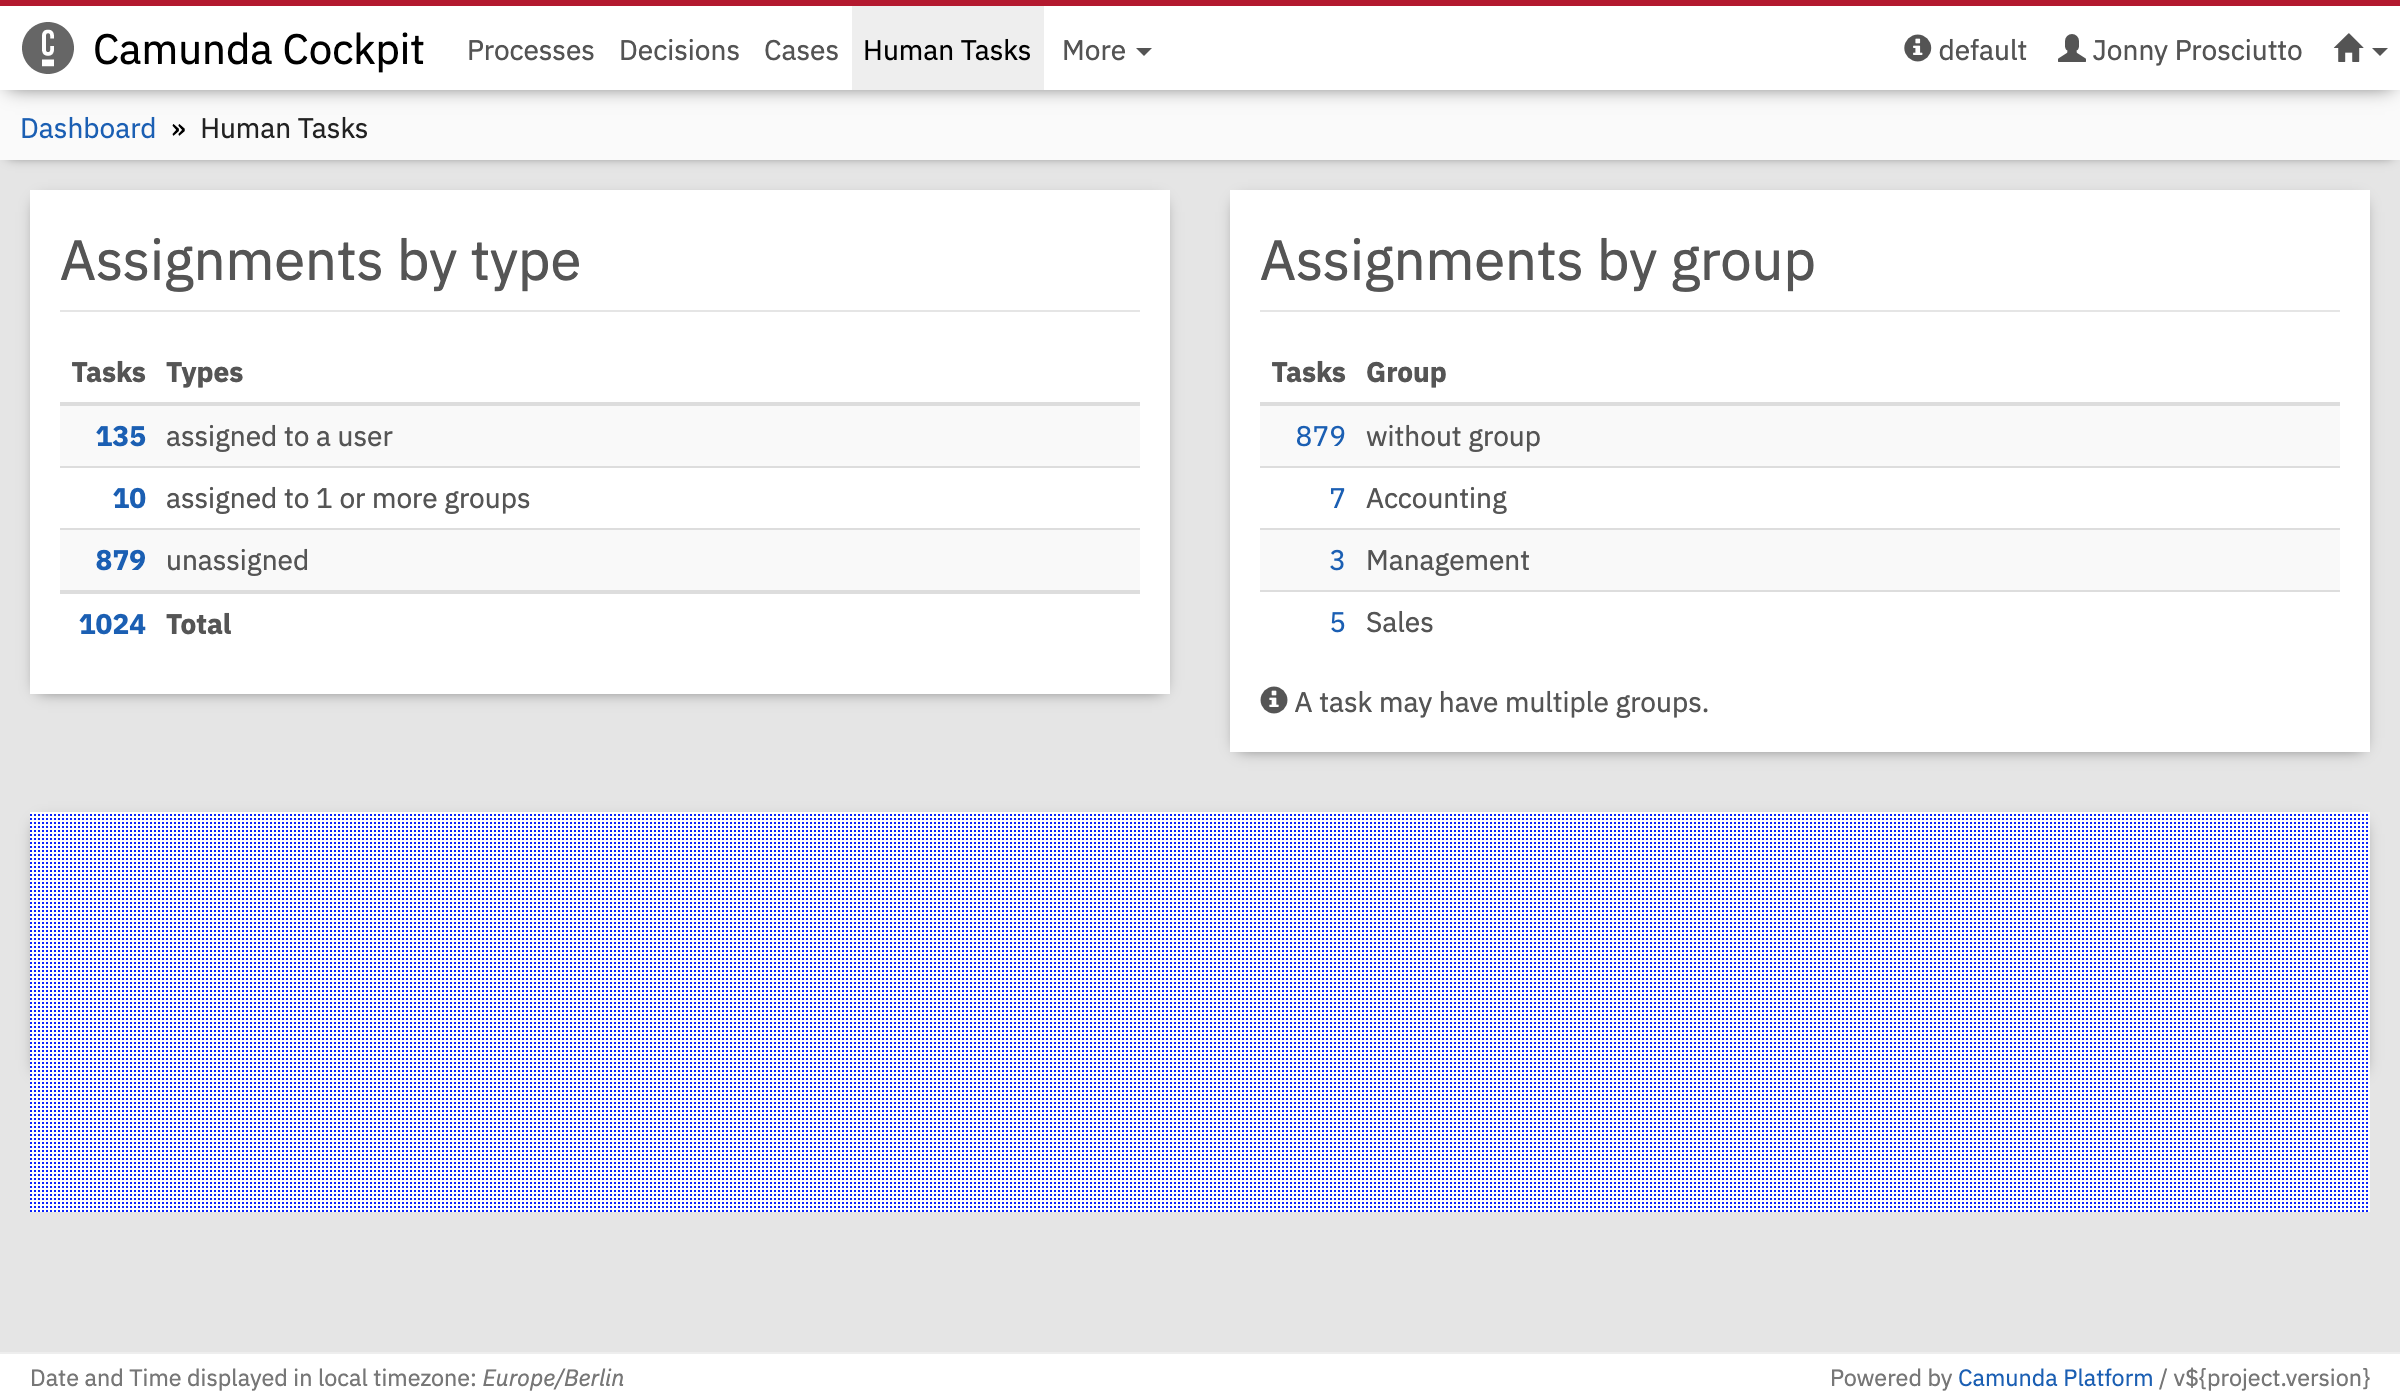 Camunda Cockpit Processes Decisions Cases Human Tasks More default Jonny Prosciutto
Dashboard » Human Tasks
Assignments by type
Tasks Types
135 assigned to a user
10 assigned to 1 or more groups
879 unassigned
1024 Total
Assignments by group
Tasks Group
879 without group
7 Accounting
3 Management
5 Sales
A task may have multiple groups.
Date and Time displayed in local timezone: Europe/Berlin
Powered by Camunda Platform / v${project.version}